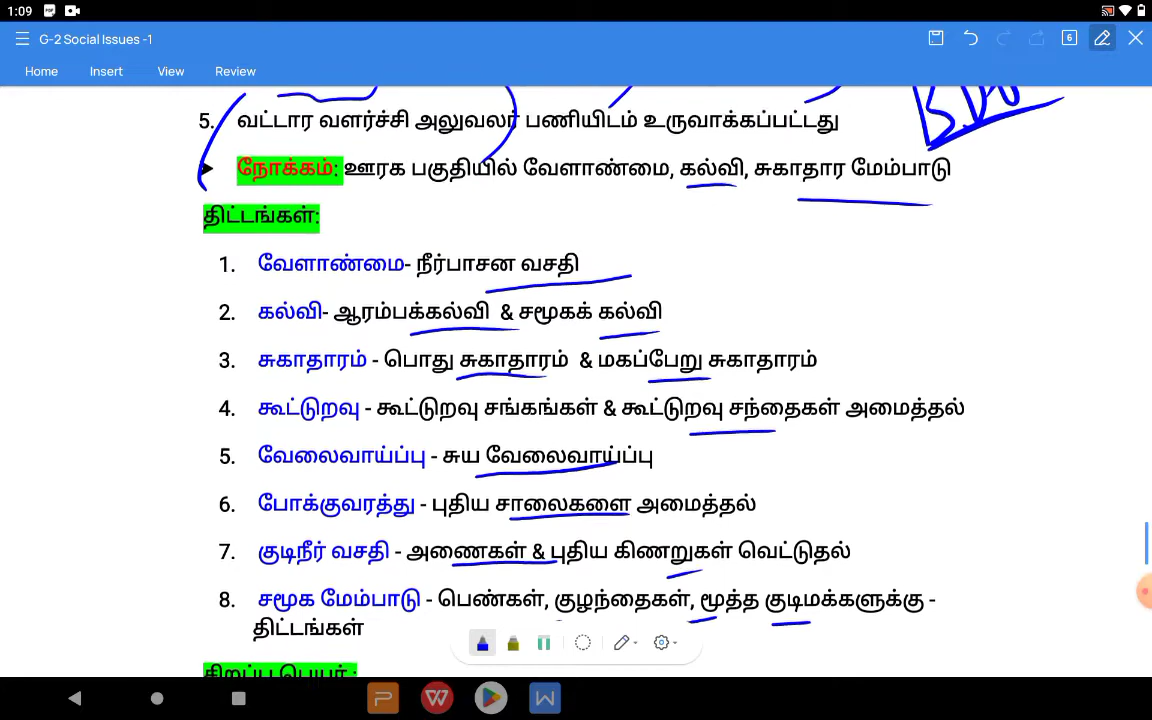 1:09
G-2 Social Issues -1
6
Home Insert View Review
BDO
5. வட்டார வளர்ச்சி அலுவலர் பணியிடம் உருவாக்கப்பட்டது
நோக்கம்: ஊரக பகுதியில் வேளாண்மை, கல்வி, சுகாதார மேம்பாடு
திட்டங்கள்:
1. வேளாண்மை- நீர்பாசன வசதி
2. கல்வி- ஆரம்பக்கல்வி & சமூகக் கல்வி
3. சுகாதாரம் - பொது சுகாதாரம் & மகப்பேறு சுகாதாரம்
4. கூட்டுறவு - கூட்டுறவு சங்கங்கள் & கூட்டுறவு சந்தைகள் அமைத்தல்
5. வேலைவாய்ப்பு - சுய வேலைவாய்ப்பு
6. போக்குவரத்து - புதிய சாலைகளை அமைத்தல்
7. குடிநீர் வசதி - அணைகள் & புதிய கிணறுகள் வெட்டுதல்
8. சமூக மேம்பாடு - பெண்கள், குழந்தைகள், மூத்த குடிமக்களுக்கு -
திட்டங்கள்
சிறப்பு பெயர் :